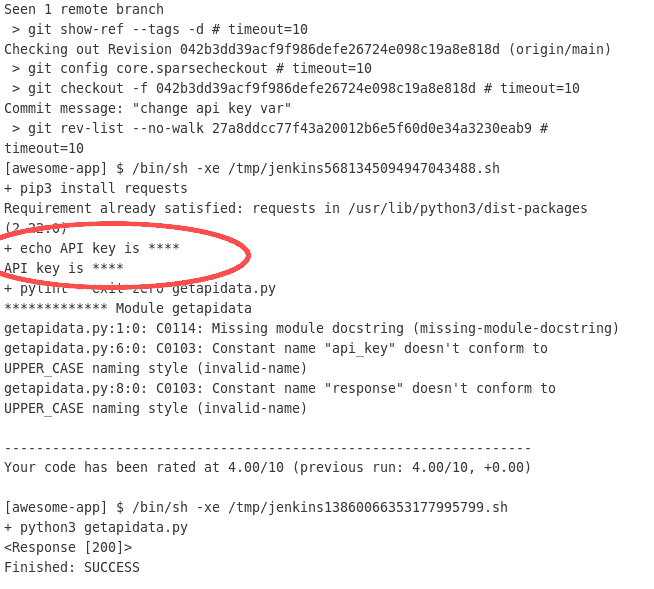 Seen 1 remote branch
 > git show-ref --tags -d # timeout=10
Checking out Revision 042b3dd39acf9f986defe26724e098c19a8e818d (origin/main)
 > git config core.sparsecheckout # timeout=10
 > git checkout -f 042b3dd39acf9f986defe26724e098c19a8e818d # timeout=10
Commit message: "change api key var"
 > git rev-list --no-walk 27a8ddcc77f43a20012b6e5f60d0e34a3230eab9 #
timeout=10
[awesome-app] $ /bin/sh -xe /tmp/jenkins5681345094947043488.sh
+ pip3 install requests
Requirement already satisfied: requests in /usr/lib/python3/dist-packages
(2.22.0)
+ echo API key is ****
API key is ****
+ pylint exit-zero getapidata.py
************* Module getapidata
getapidata.py:1:0: C0114: Missing module docstring (missing-module-docstring)
getapidata.py:6:0: C0103: Constant name "api_key" doesn't conform to
UPPER_CASE naming style (invalid-name)
getapidata.py:8:0: C0103: Constant name "response" doesn't conform to
UPPER_CASE naming style (invalid-name)
------------------------------------------------------------------
Your code has been rated at 4.00/10 (previous run: 4.00/10, +0.00)
[awesome-app] $ /bin/sh -xe /tmp/jenkins13860066353177995799.sh
+ python3 getapidata.py
<Response [200]>
Finished: SUCCESS